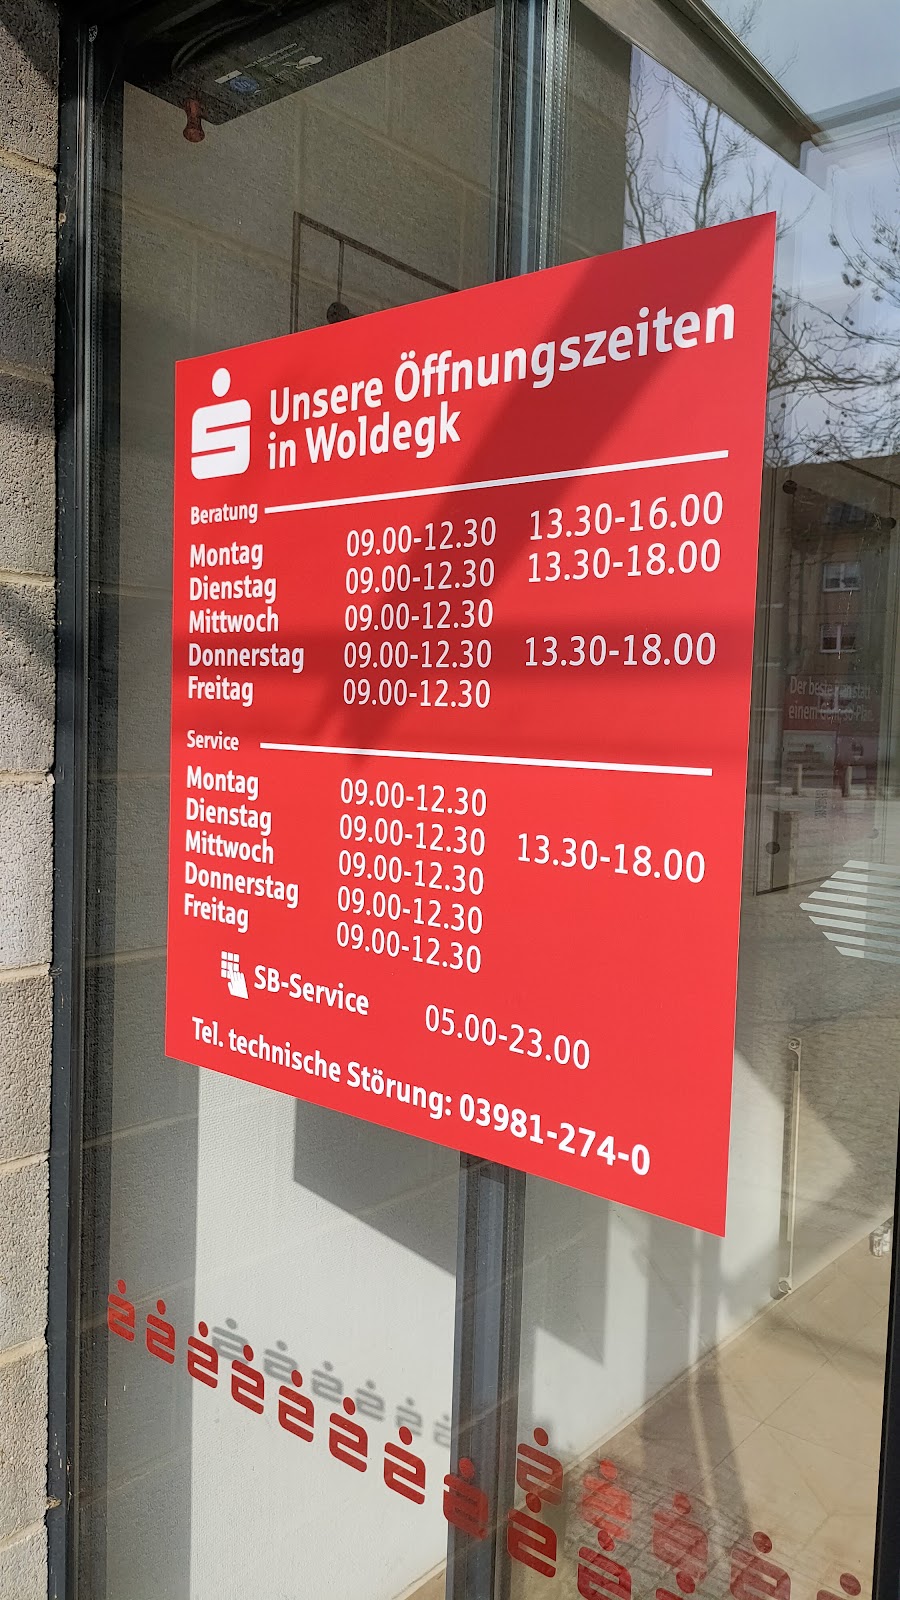 Unsere Öffnungszeiten
in Woldegk
Beratung
Montag 09.00-12.30 13.30-16.00
Dienstag 09.00-12.30 13.30-18.00
Mittwoch 09.00-12.30
Donnerstag 09.00-12.30 13.30-18.00
Freitag 09.00-12.30
Service
Montag 09.00-12.30
Dienstag 09.00-12.30 13.30-18.00
Mittwoch 09.00-12.30
Donnerstag 09.00-12.30
Freitag 09.00-12.30
SB-Service 05.00-23.00
Tel. technische Störung: 03981-274-0
Der beste
einem